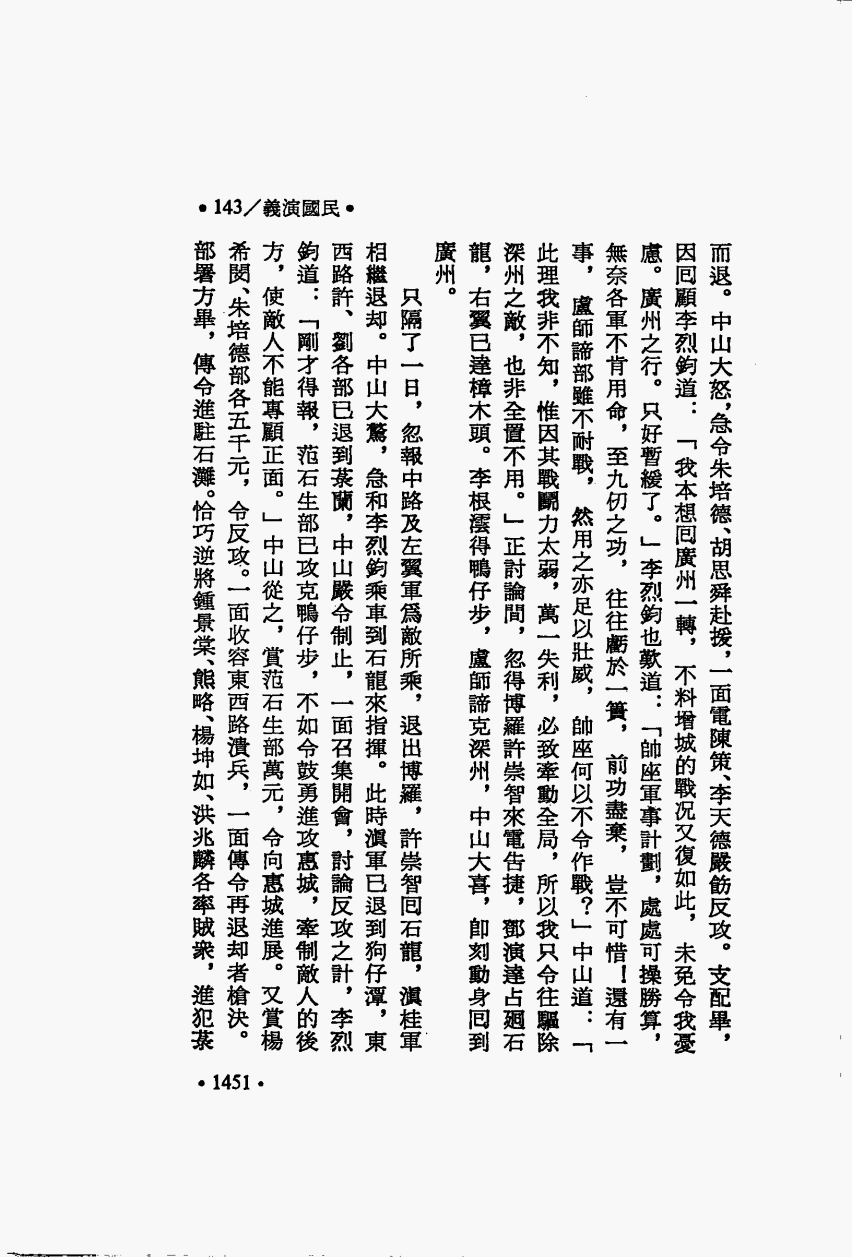 •143/義演國民•
而退。中山大怒，急令朱培德、胡思舜赴援，一面電陳策、李天德嚴飭反攻。支配畢，
因囘顧李烈鈞道：「我本想囘廣州一轉，不料增城的戰况又復如此，未免令我憂
慮。廣州之行。只好暫緩了。」李烈鈞也歎道：「帥座軍事計劃，處處可操勝算，
無奈各軍不肯用命，至九仞之功，往往虧於一簣，前功盡棄，豈不可惜！還有一
事，盧師諦部雖不耐戰，然用之亦足以壯威，帥座何以不令作戰？」中山道：「
此理我非不知，惟因其戰鬭力太弱，萬一失利，必致牽動全局，所以我只令往驅除
深州之敵，也非全置不用。」正討論間，忽得博羅許崇智來電告捷，鄧演達占廻石
龍，右翼已達樟木頭。李根澐得鴨仔步，盧師諦克深州，中山大喜，卽刻動身囘到
廣州。
只隔了一日，忽報中路及左翼軍爲敵所乘，退出博羅，許崇智囘石龍，滇桂軍
相繼退却。中山大驚，急和李烈鈞乘車到石龍來指揮。此時滇軍已退到狗仔潭，東
西路許、劉各部已退到菉蘭，中山嚴令制止，一面召集開會，討論反攻之計，李烈
鈞道：「剛才得報，范石生部已攻克鴨仔步，不如令鼓勇進攻惠城，牽制敵人的後
方，使敵人不能專顧正面。」中山從之，賞范石生部萬元，令向惠城進展。又賞楊
希閔、朱培德部各五千元，令反攻。一面收容東西路潰兵，一面傳令再退却者槍決。
部署方畢，傳令進駐石灘。恰巧逆將鍾景棠、熊略、楊坤如、洪兆麟各率賊衆，進犯菉
•1451•